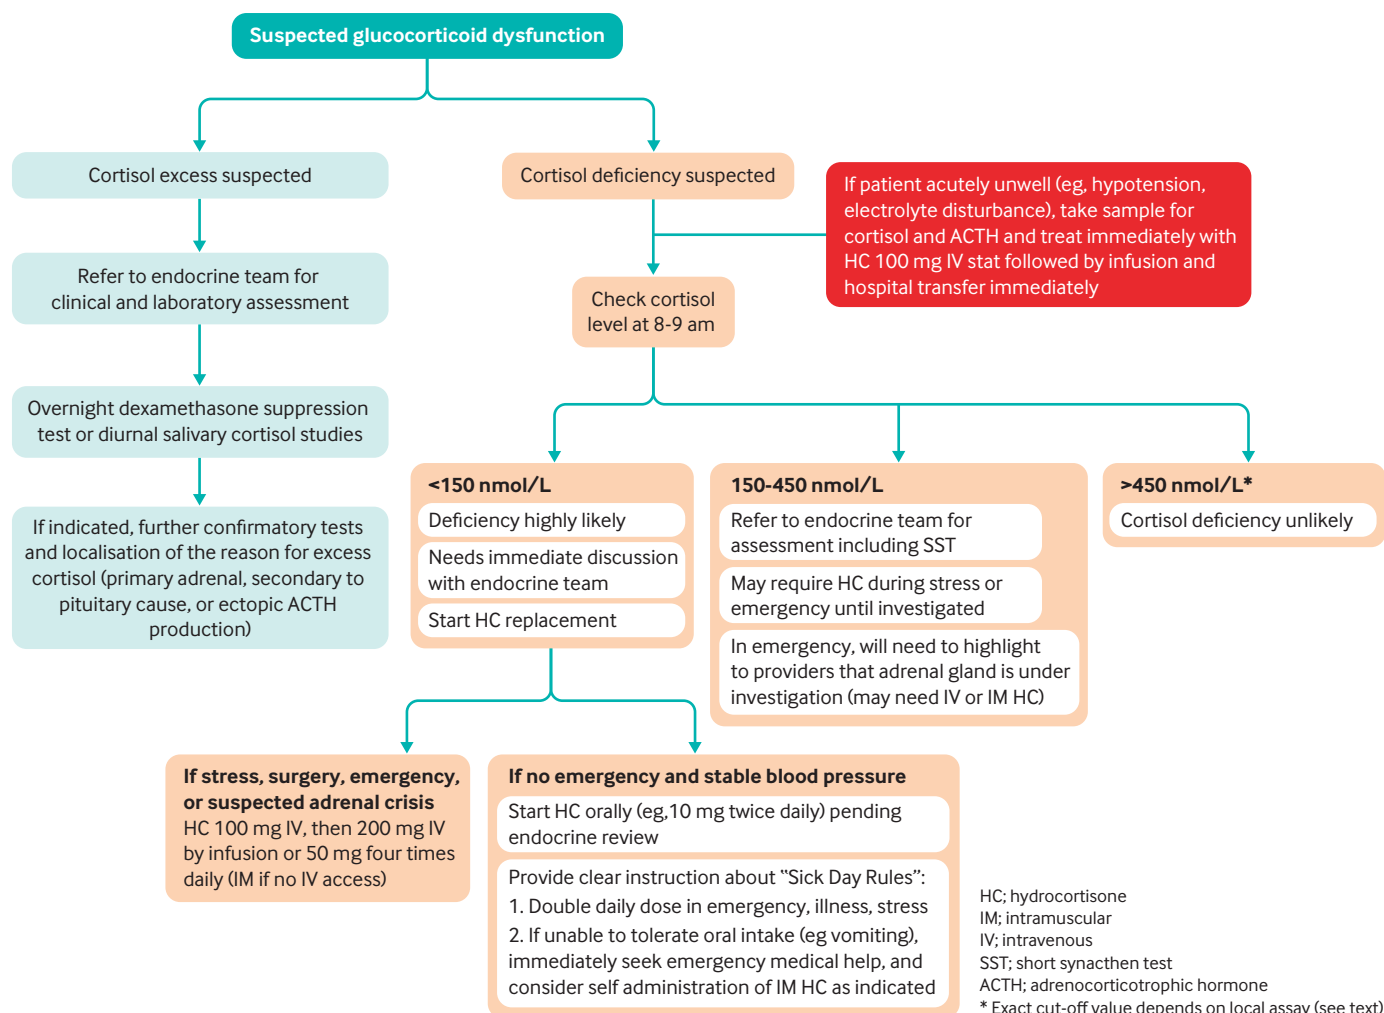 Suspected glucocorticoid dysfunction
Cortisol excess suspected
Refer to endocrine team for
clinical and laboratory assessment
Overnight dexamethasone suppression
test or diurnal salivary cortisol studies
If indicated, further confirmatory tests
and localisation of the reason for excess
cortisol (primary adrenal, secondary to
pituitary cause, or ectopic ACTH
production)
Cortisol deficiency suspected
If patient acutely unwell (eg, hypotension,
electrolyte disturbance), take sample for
cortisol and ACTH and treat immediately with
HC 100 mg IV stat followed by infusion and
hospital transfer immediately
Check cortisol
level at 8-9 am
<150 nmol/L
Deficiency highly likely
Needs immediate discussion
with endocrine team
Start HC replacement
150-450 nmol/L
Refer to endocrine team for
assessment including SST
May require HC during stress or
emergency until investigated
In emergency, will need to highlight
to providers that adrenal gland is under
investigation (may need IV or IM HC)
>450 nmol/L*
Cortisol deficiency unlikely
If stress, surgery, emergency,
or suspected adrenal crisis
HC 100 mg IV, then 200 mg IV
by infusion or 50 mg four times
daily (IM if no IV access)
If no emergency and stable blood pressure
Start HC orally (eg,10 mg twice daily) pending
endocrine review
Provide clear instruction about "Sick Day Rules":
1. Double daily dose in emergency, illness, stress
2. If unable to tolerate oral intake (eg vomiting),
immediately seek emergency medical help, and
consider self administration of IM HC as indicated
HC; hydrocortisone
IM; intramuscular
IV; intravenous
SST; short synacthen test
ACTH; adrenocorticotrophic hormone
* Exact cut-off value depends on local assay (see text)